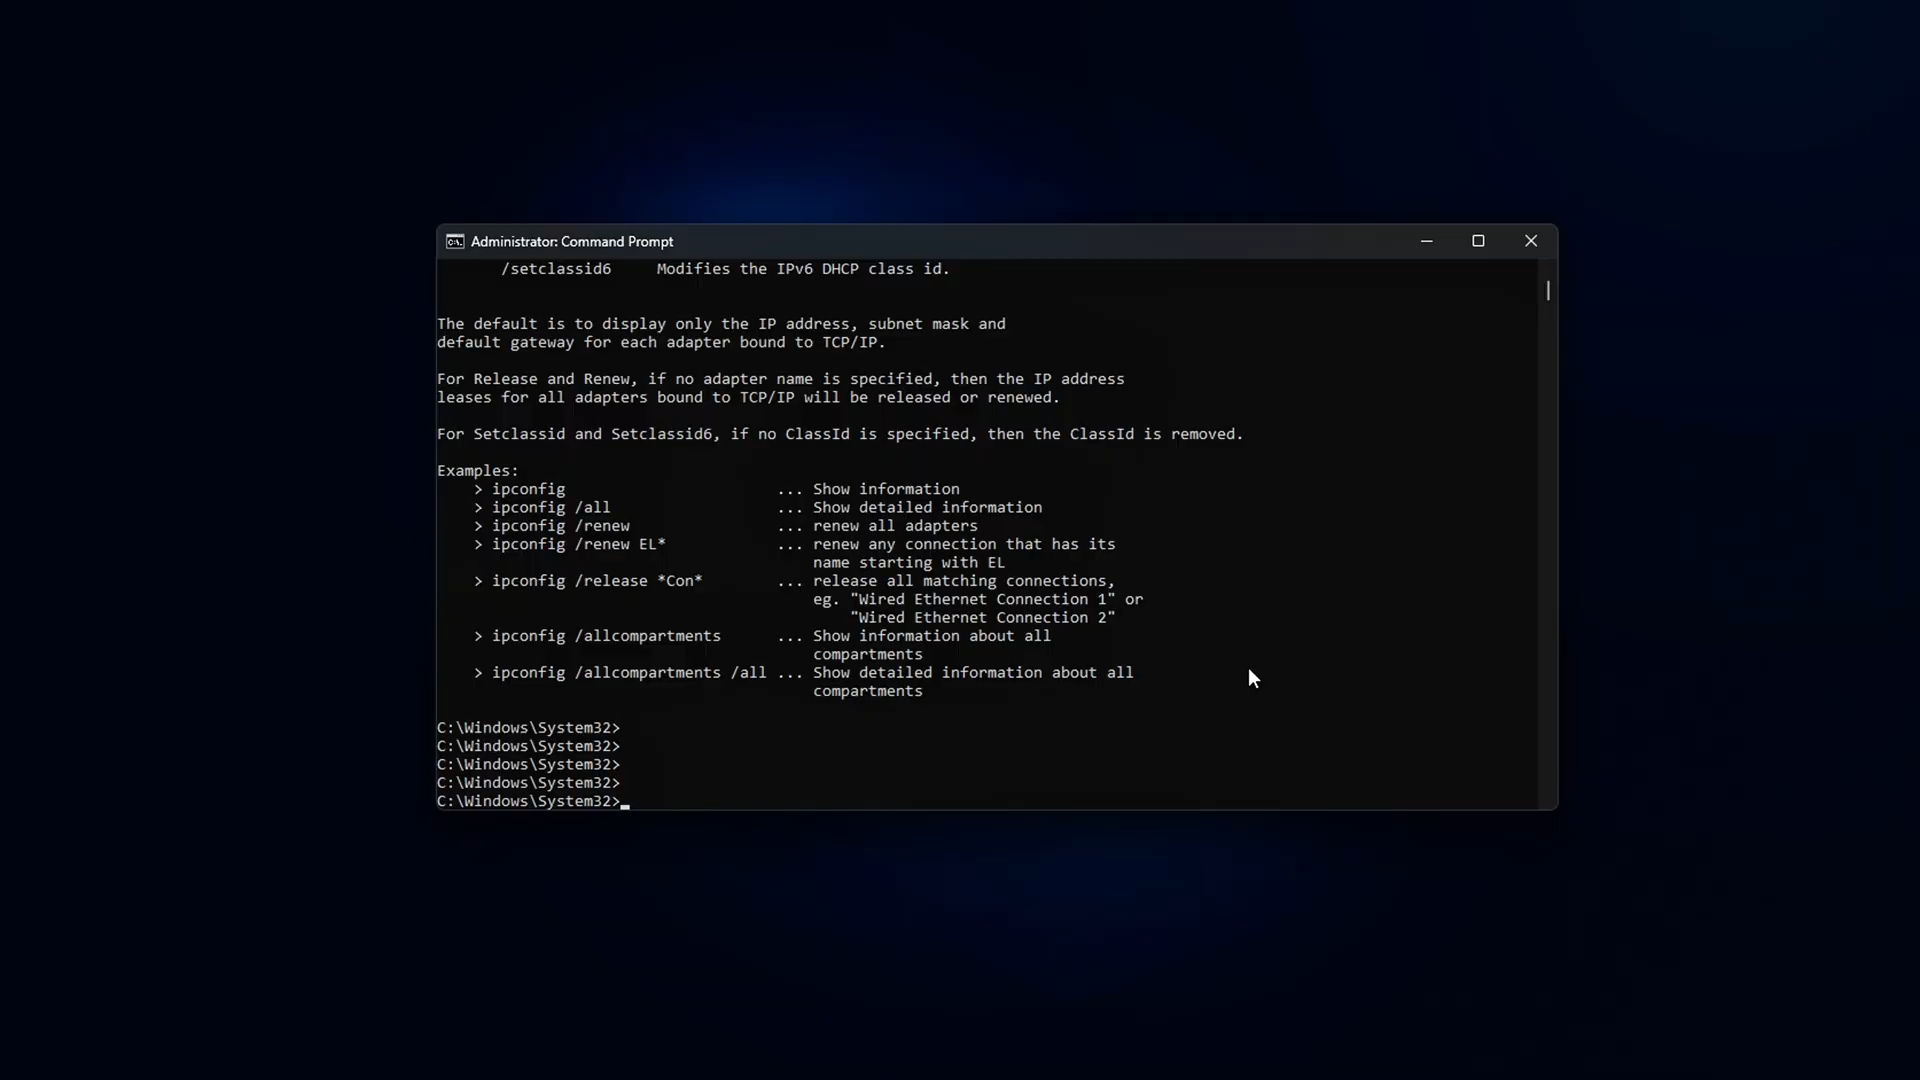 Administrator: Command Prompt
/setclassid6     Modifies the IPv6 DHCP class id.
The default is to display only the IP address, subnet mask and
default gateway for each adapter bound to TCP/IP.
For Release and Renew, if no adapter name is specified, then the IP address
leases for all adapters bound to TCP/IP will be released or renewed.
For Setclassid and Setclassid6, if no ClassId is specified, then the ClassId is removed.
Examples:
> ipconfig                       ... Show information
> ipconfig /all                  ... Show detailed information
> ipconfig /renew                ... renew all adapters
> ipconfig /renew EL*            ... renew any connection that has its
name starting with EL
> ipconfig /release *Con*        ... release all matching connections,
eg. "Wired Ethernet Connection 1" or
"Wired Ethernet Connection 2"
> ipconfig /allcompartments      ... Show information about all
compartments
> ipconfig /allcompartments /all ... Show detailed information about all
compartments
C:\Windows\System32>
C:\Windows\System32>
C:\Windows\System32>
C:\Windows\System32>
C:\Windows\System32>